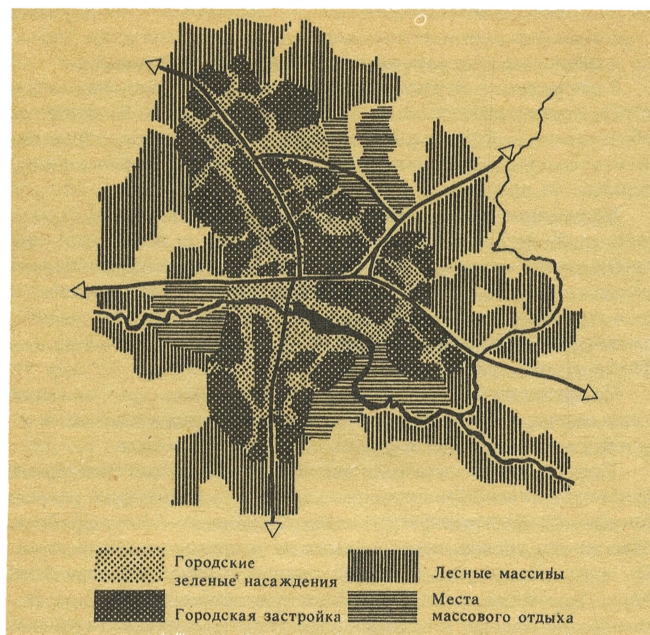 Городские
зеленые насаждения
Городская застройка
Лесные массивы
Места
массового отдыха